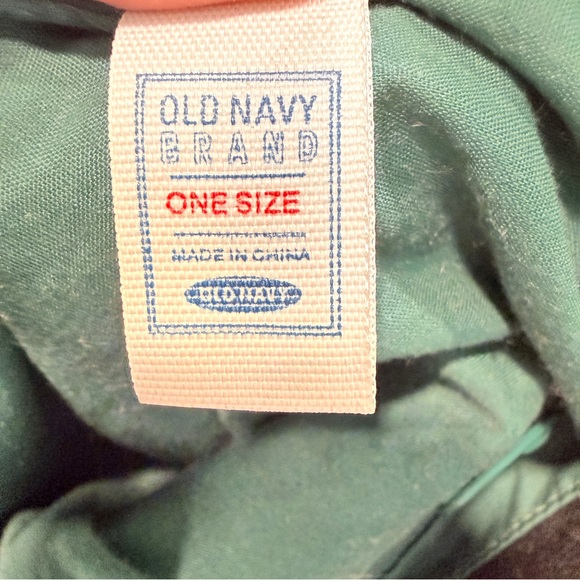 OLD NAVY
BRAND
ONE SIZE
MADE IN CHINA
OLD NAVY